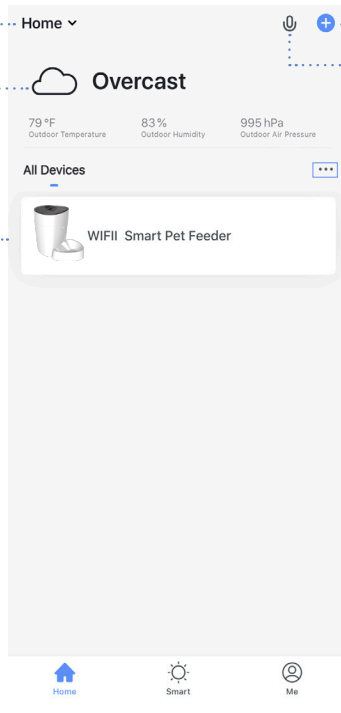 Home
Overcast
79 °F
83%
995 hPa
Outdoor Temperature
Outdoor Humidity
Outdoor Air Pressure
All Devices
WIFII Smart Pet Feeder
Home
Smart
Me